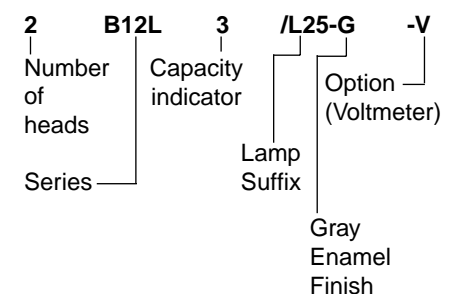 2 B12L 3 /L25-G -V
Number
of
heads
Capacity
indicator
Option
(Voltmeter)
Series
Lamp
Suffix
Gray
Enamel
Finish